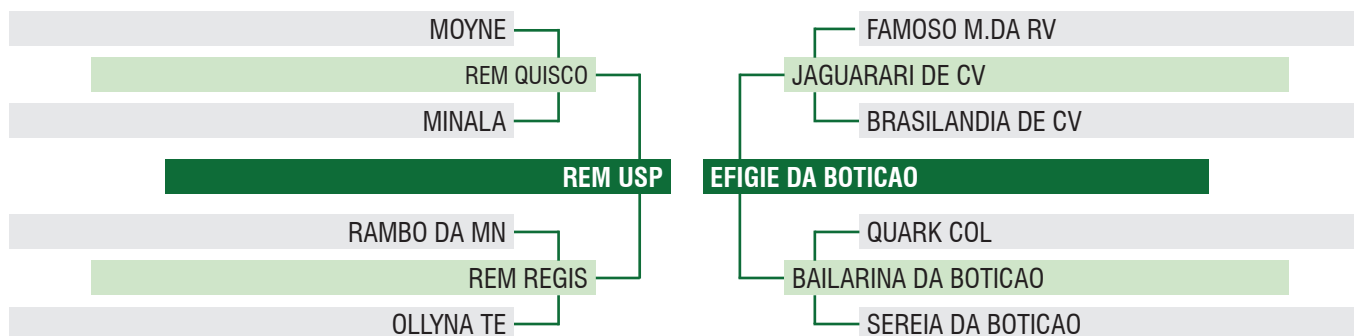 MOYNE
FAMOSO M.DA RV
REM QUISCO
JAGUARARI DE CV
MINALA
BRASILANDIA DE CV
REM USP
EFIGIE DA BOTICAO
RAMBO DA MN
QUARK COL
REM REGIS
BAILARINA DA BOTICAO
OLLYNA TE
SEREIA DA BOTICAO